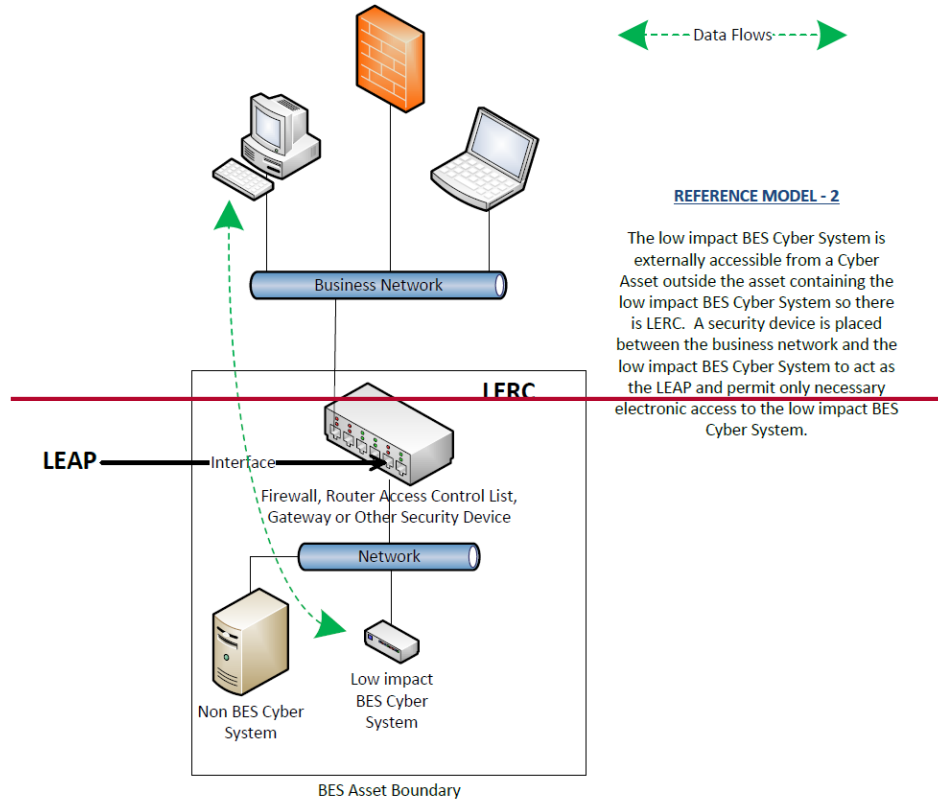 Data Flows
REFERENCE MODEL - 2
The low impact BES Cyber System is
externally accessible from a Cyber
Asset outside the asset containing the
low impact BES Cyber System so there
is LERC. A security device is placed
between the business network and the
low impact BES Cyber System to act as
the LEAP and permit only necessary
electronic access to the low impact BES
Cyber System.
Business Network
LERC
LEAP
Interface
Firewall, Router Access Control List,
Gateway or Other Security Device
Network
Low impact
BES Cyber
System
Non BES Cyber
System
BES Asset Boundary